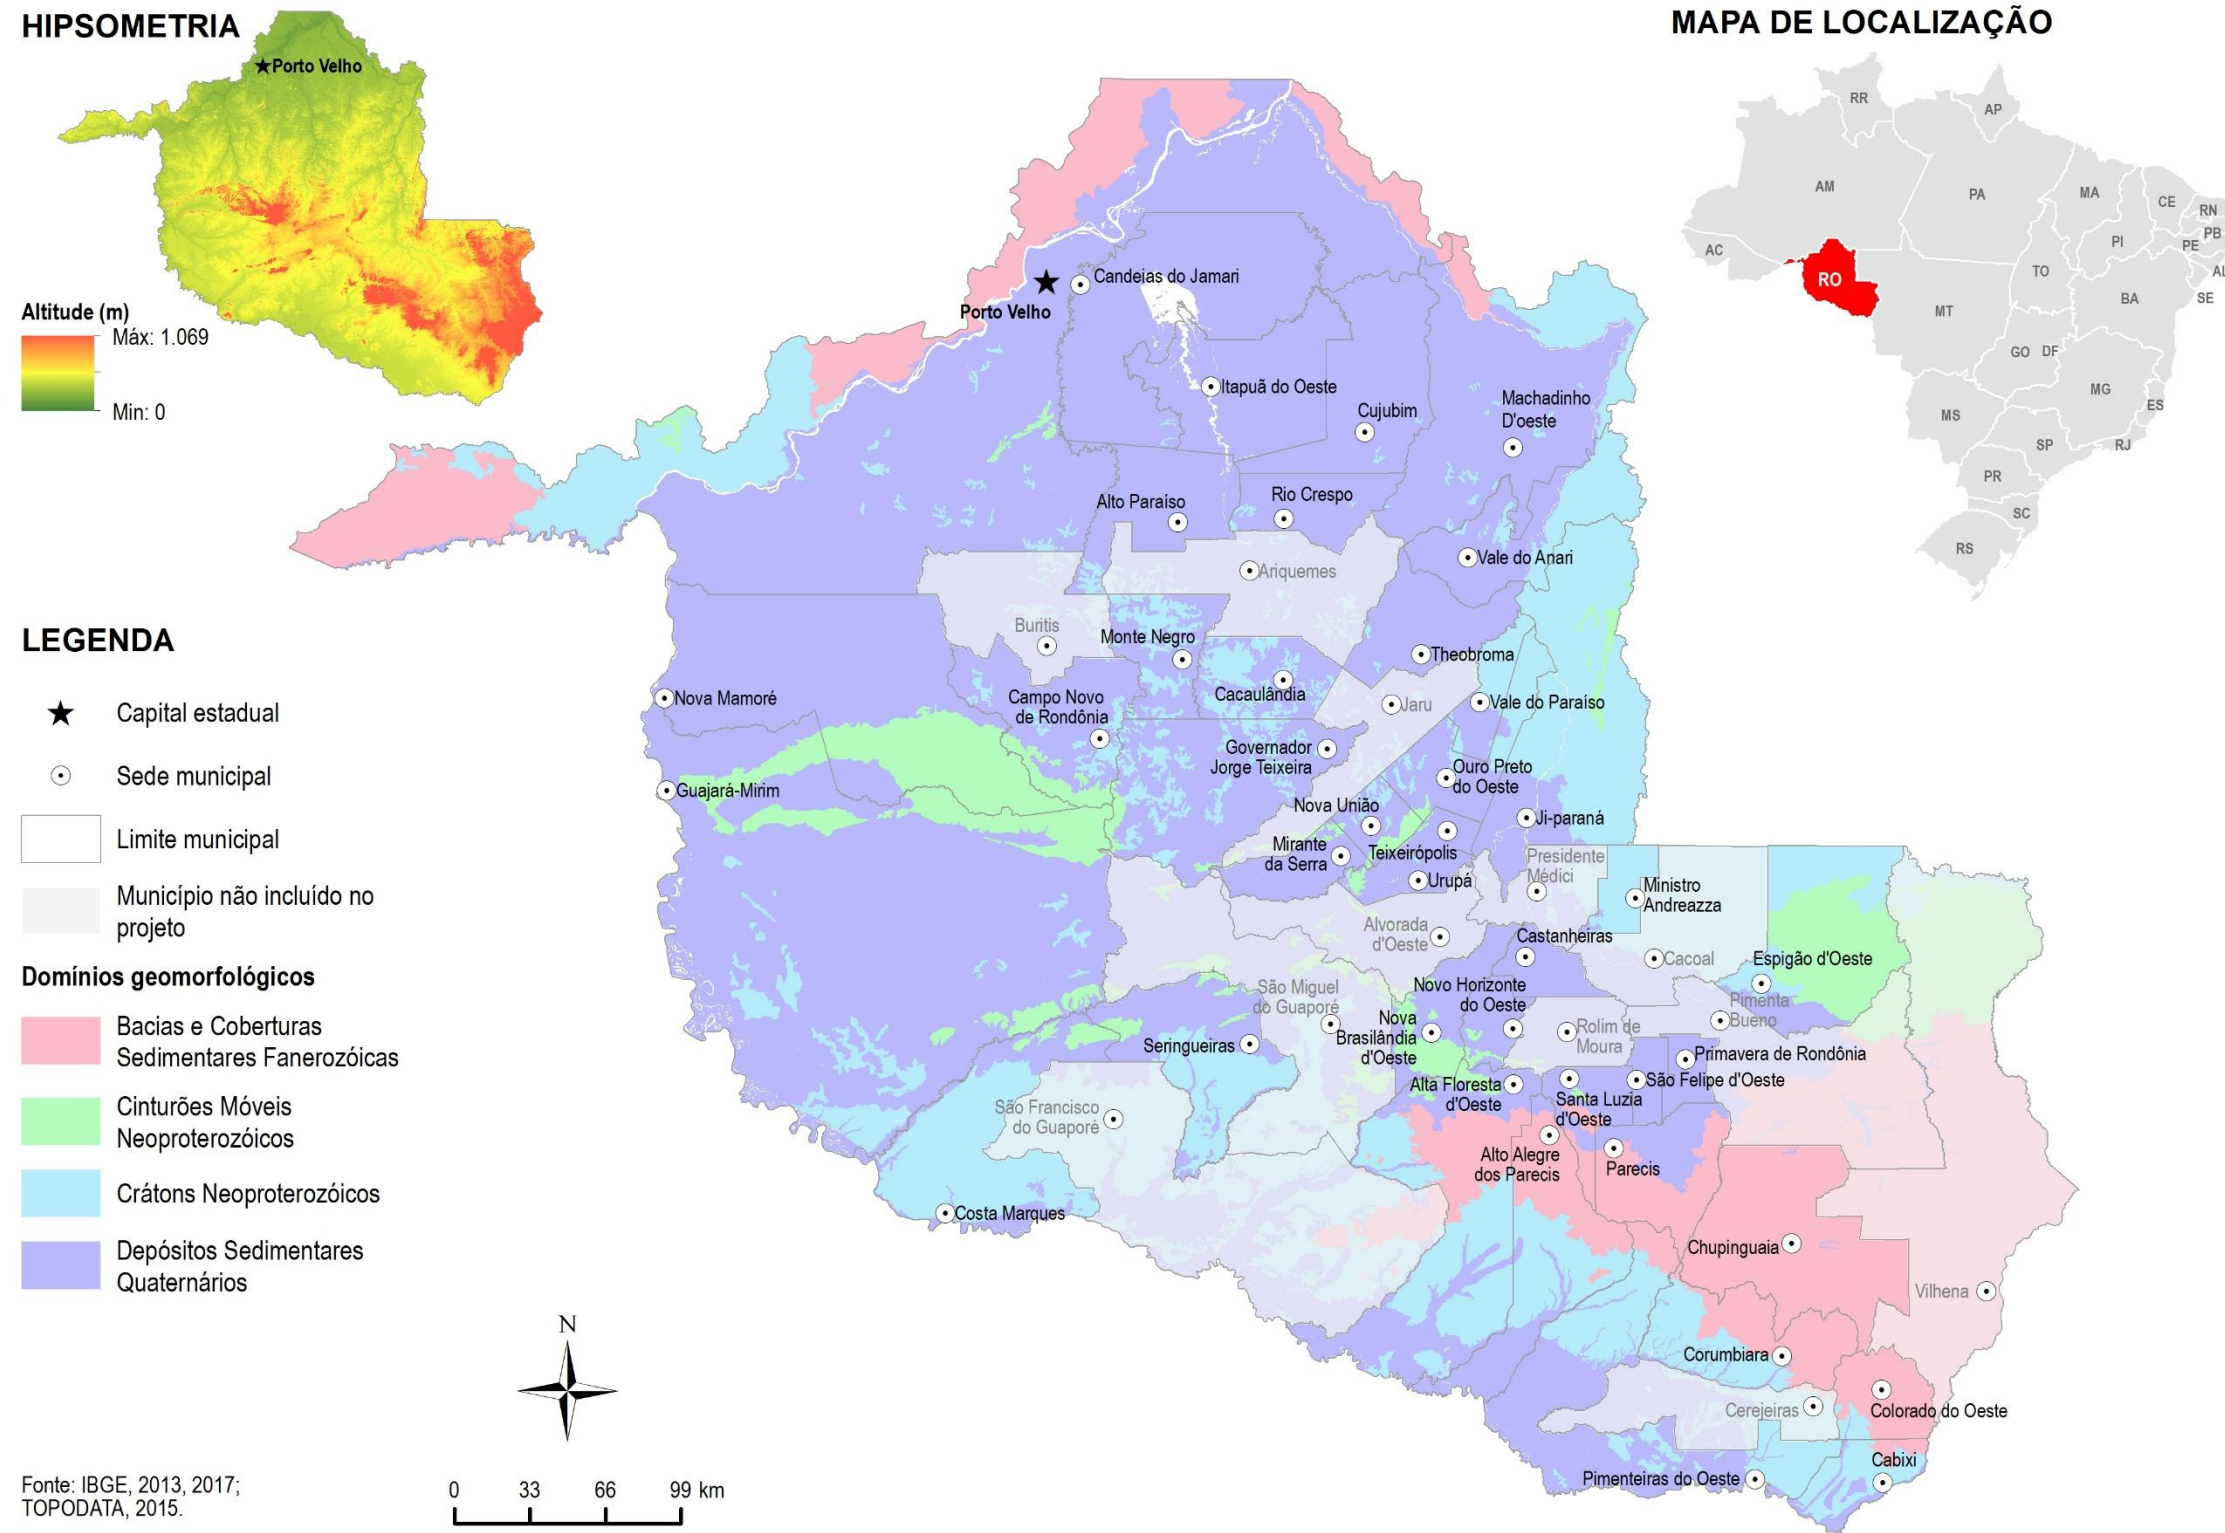 HIPSOMETRIA
Porto Velho
Altitude (m)
Máx: 1.069
Min: 0
MAPA DE LOCALIZAÇÃO
RR
AP
AM
PA
MA
CE
RN
PB
PE
PI
AL
SE
AC
RO
TO
BA
MT
GO
DF
MG
ES
MS
SP
RJ
PR
SC
RS
Candeias do Jamari
Porto Velho
Itapuã do Oeste
Cujubim
Machadinho
D'oeste
Alto Paraíso
Rio Crespo
Ariquemes
Vale do Anari
Buritis
Monte Negro
Theobroma
Nova Mamoré
Campo Novo
de Rondônia
Cacaulândia
Jaru
Vale do Paraíso
Governador
Jorge Teixeira
Ouro Preto
do Oeste
Guajará-Mirim
Nova União
Ji-paraná
Mirante
da Serra
Teixeirópolis
Urupá
Presidente
Médici
Ministro
Andreazza
Alvorada
d'Oeste
Castanheiras
Cacoal
Espigão d'Oeste
São Miguel
do Guaporé
Novo Horizonte
do Oeste
Pimenta
Bueno
Nova
Brasilândia
d'Oeste
Rolim de
Moura
Seringueiras
Primavera de Rondônia
São Felipe d'Oeste
Alta Floresta
d'Oeste
Santa Luzia
d'Oeste
São Francisco
do Guaporé
Alto Alegre
dos Parecis
Parecis
Costa Marques
Chupinguaia
Vilhena
Corumbiara
Cerejeiras
Colorado do Oeste
Cabixi
Pimenteiras do Oeste
LEGENDA
Capital estadual
Sede municipal
Limite municipal
Município não incluído no
projeto
Domínios geomorfológicos
Bacias e Coberturas
Sedimentares Fanerozóicas
Cinturões Móveis
Neoproterozóicos
Crátons Neoproterozóicos
Depósitos Sedimentares
Quaternários
N
0 33 66 99 km
Fonte: IBGE, 2013, 2017;
TOPODATA, 2015.